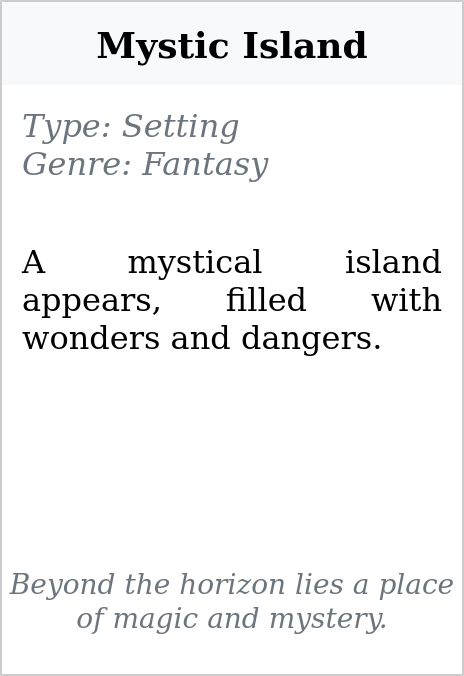 Mystic Island
Type: Setting
Genre: Fantasy
A mystical island
appears, filled with
wonders and dangers.
Beyond the horizon lies a place
of magic and mystery.